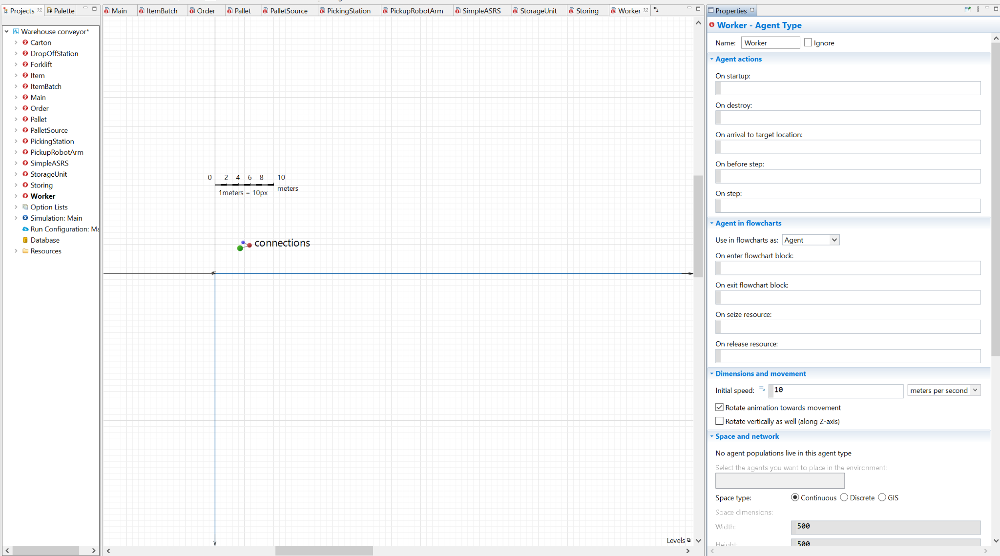 Projects
Palette
Main
ItemBatch
Order
Pallet
PalletSource
PickingStation
PickupRobotArm
SimpleASRS
StorageUnit
Storing
Worker
»4
Properties
Warehouse conveyor*
Carton
DropOffStation
Forklift
Item
ItemBatch
Main
Order
Pallet
PalletSource
PickingStation
PickupRobotArm
SimpleASRS
StorageUnit
Storing
Worker
Option Lists
Simulation: Main
Run Configuration: Ma
Database
Resources
0 2 4 6 8 10
meters
1meters = 10px
connections
Levels
Worker - Agent Type
Name: Worker Ignore
Agent actions
On startup:
On destroy:
On arrival to target location:
On before step:
On step:
Agent in flowcharts
Use in flowcharts as: Agent
On enter flowchart block:
On exit flowchart block:
On seize resource:
On release resource:
Dimensions and movement
Initial speed: 10 meters per second
Rotate animation towards movement
Rotate vertically as well (along Z-axis)
Space and network
No agent populations live in this agent type
Select the agents you want to place in the environment:
Space type: Continuous Discrete GIS
Space dimensions:
Width: 500
Height: 500